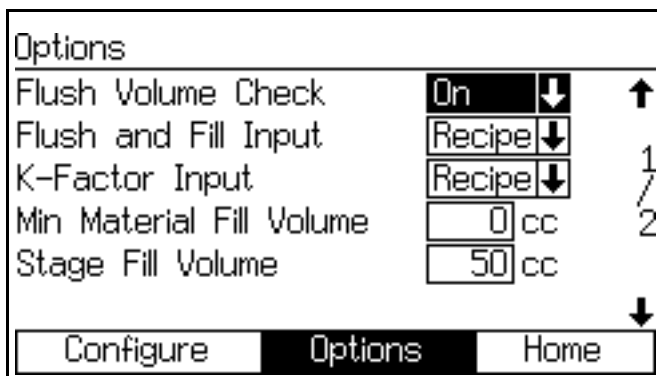 Options
Flush Volume Check On
Flush and Fill Input Recipe
K-Factor Input Recipe
Min Material Fill Volume 0 cc
Stage Fill Volume 50 cc
1/2
Configure Options Home